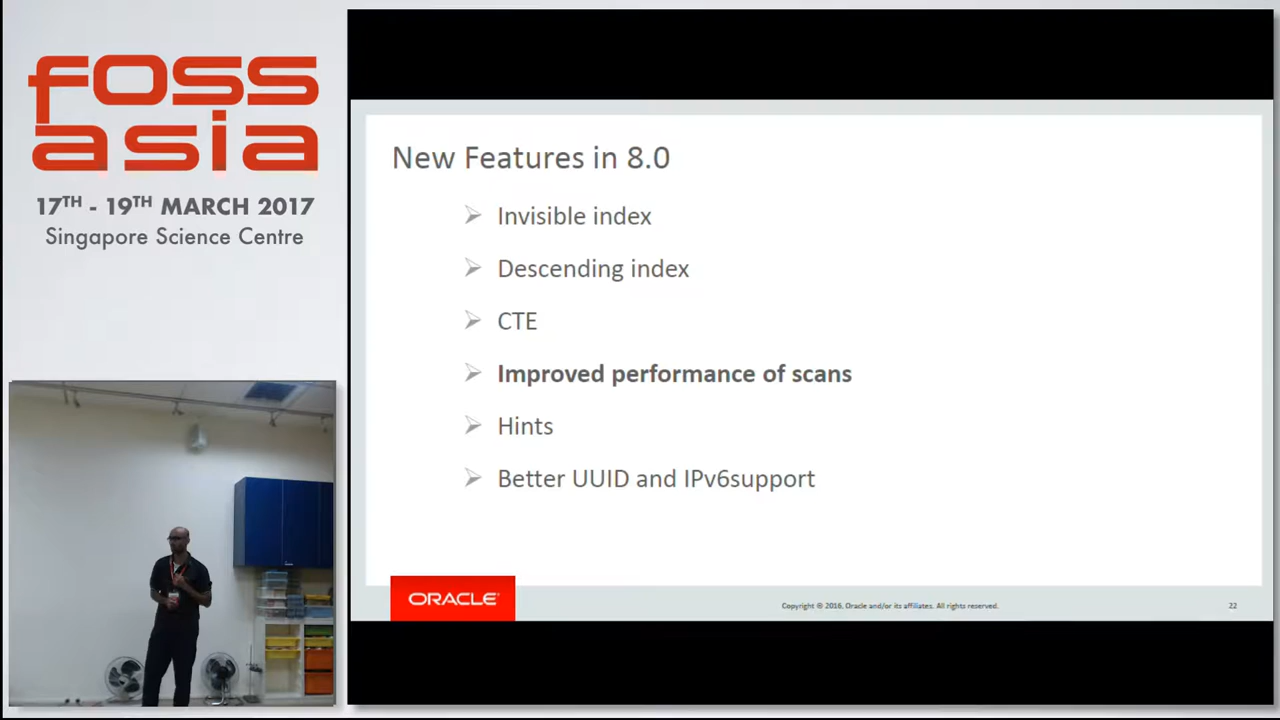 foss
asia
17TH - 19TH MARCH 2017
Singapore Science Centre
New Features in 8.0
➢ Invisible index
➢ Descending index
➢ CTE
➢ Improved performance of scans
➢ Hints
➢ Better UUID and IPv6support
ORACLE
Copyright © 2016, Oracle and/or its affiliates. All rights reserved.
22